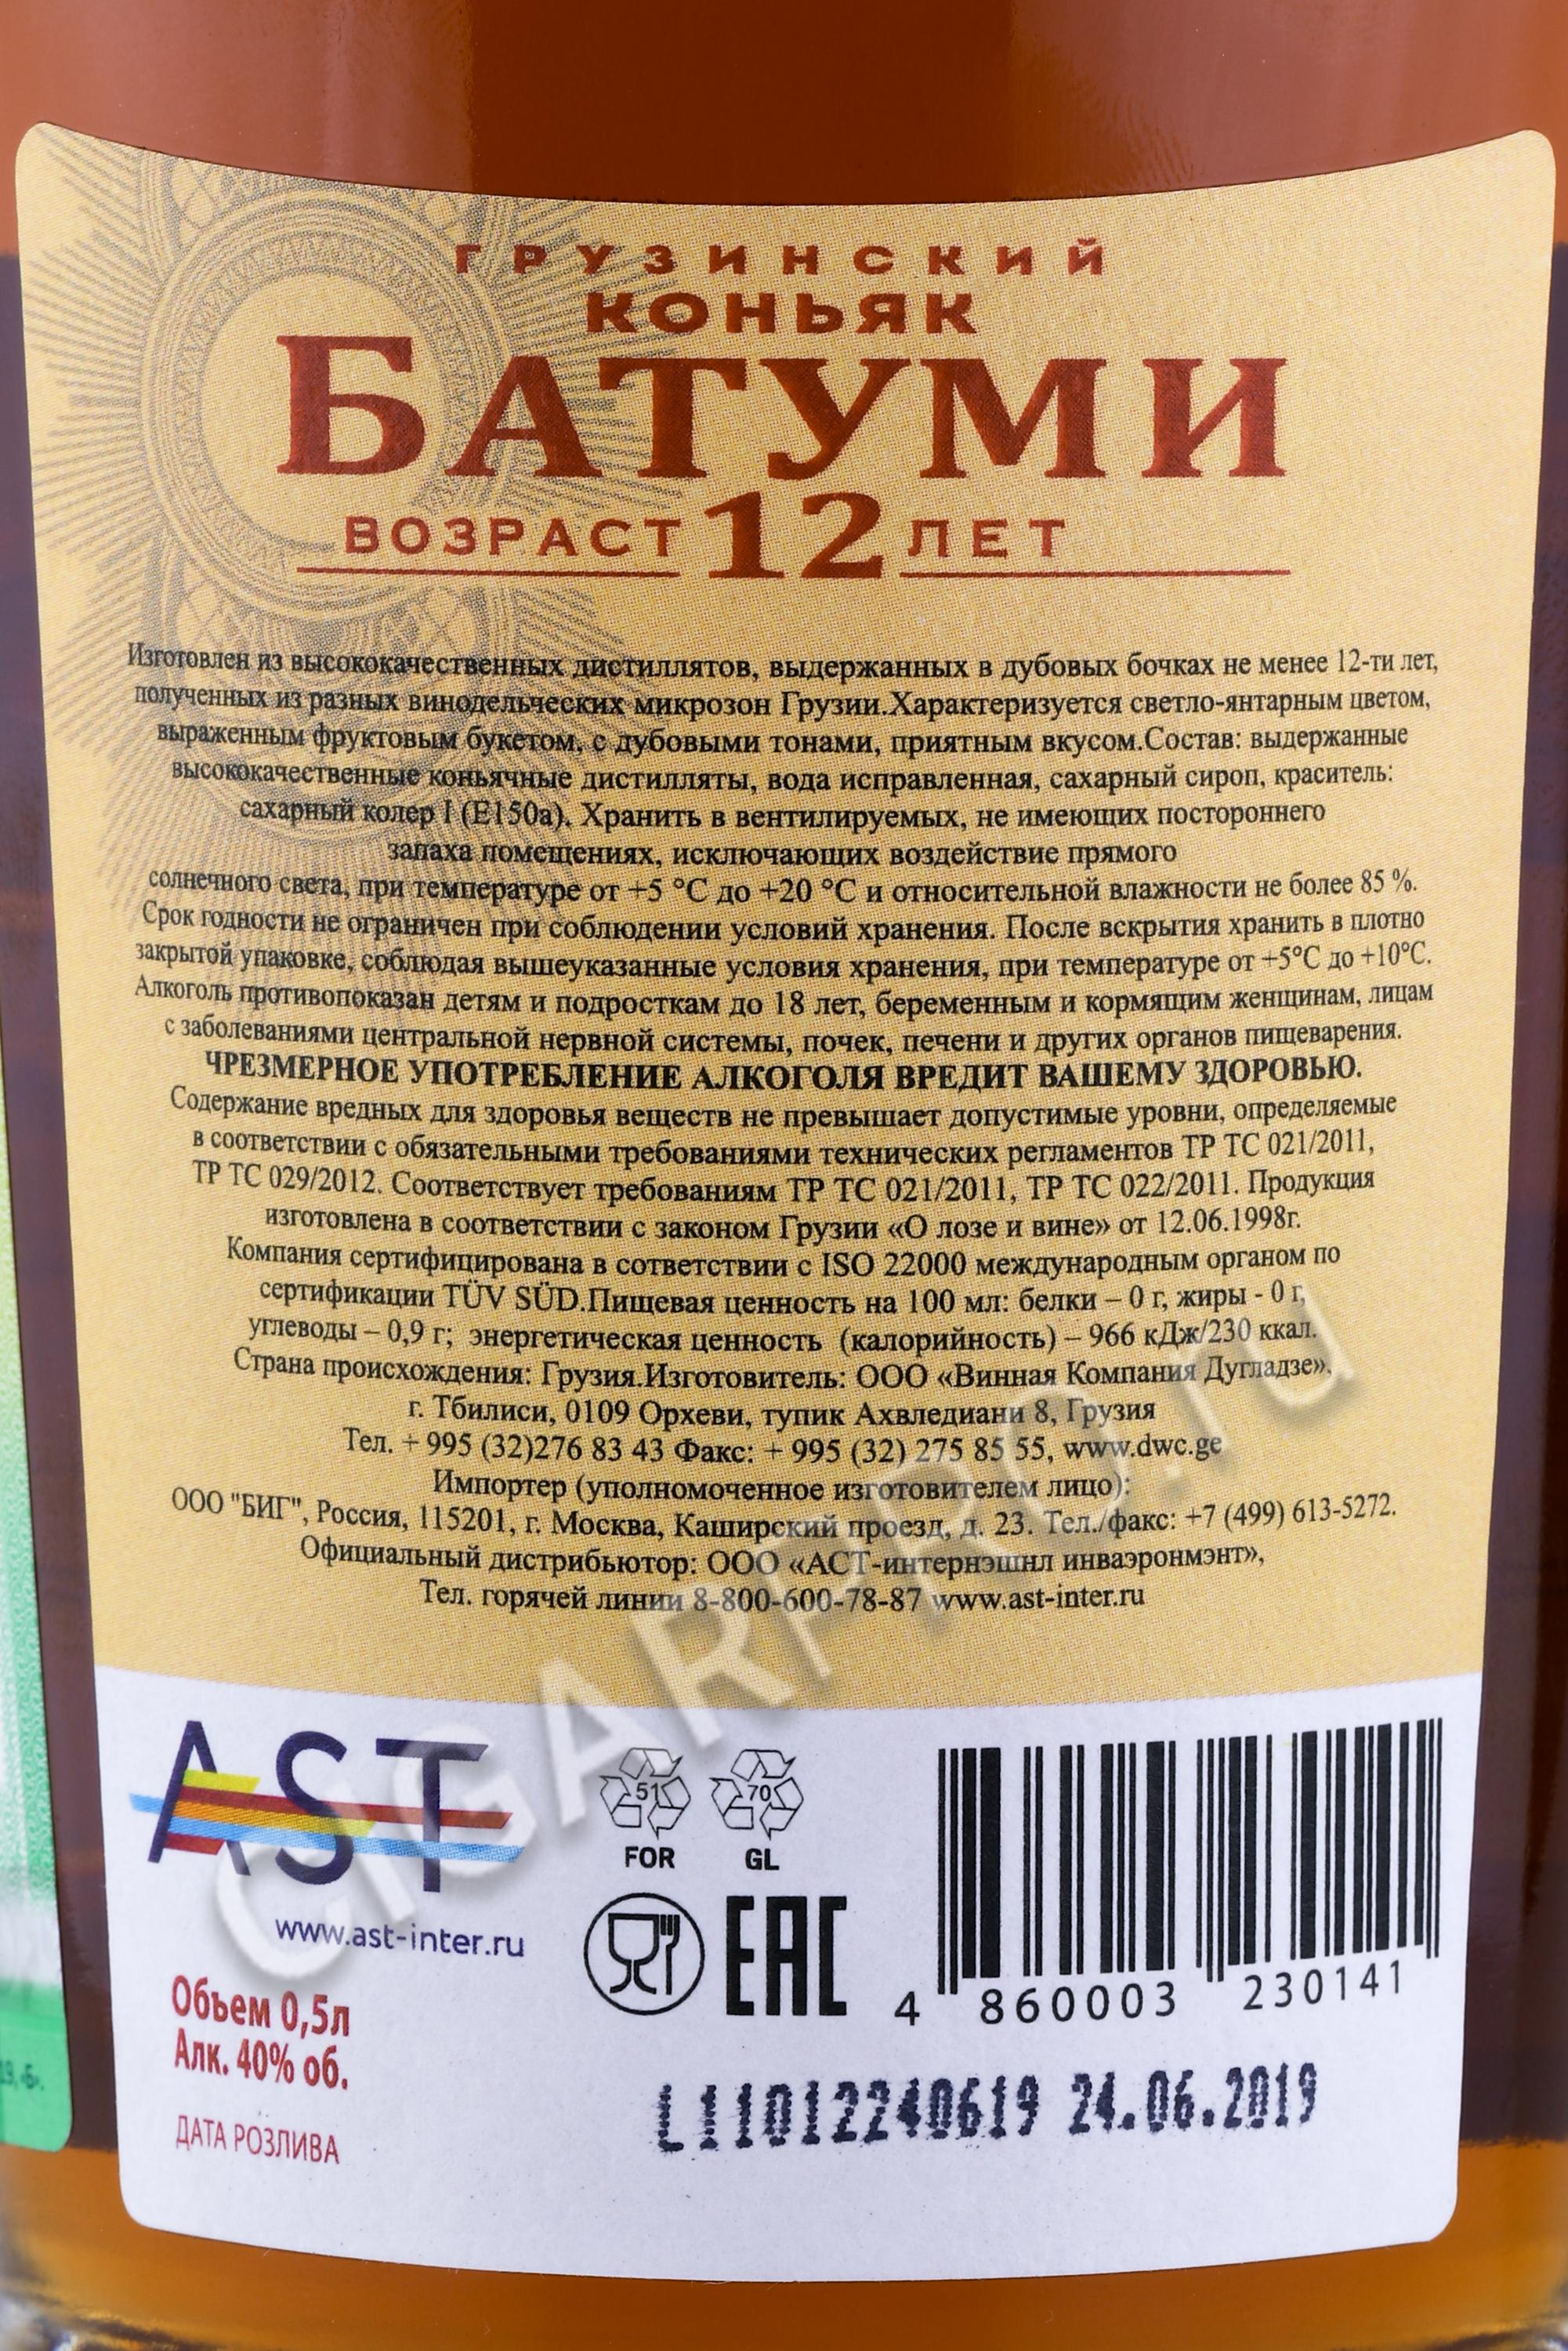 ГРУЗИНСКИЙ
КОНЬЯК
БАТУМИ
ВОЗРАСТ 12 ЛЕТ
Изготовлен из высококачественных дистиллятов, выдержанных в дубовых бочках не менее 12-ти лет,
полученных из разных винодельческих микрозон Грузии.Характеризуется светло-янтарным цветом,
выраженным фруктовым букетом, с дубовыми тонами, приятным вкусом.Состав: выдержанные
высококачественные коньячные дистилляты, вода исправленная, сахарный сироп, краситель:
сахарный колер I (E150a). Хранить в вентилируемых, не имеющих постороннего
запаха помещениях, исключающих воздействие прямого
солнечного света, при температуре от +5 °C до +20 °C и относительной влажности не более 85 %.
Срок годности не ограничен при соблюдении условий хранения. После вскрытия хранить в плотно
закрытой упаковке, соблюдая вышеуказанные условия хранения, при температуре от +5°C до +10°C.
Алкоголь противопоказан детям и подросткам до 18 лет, беременным и кормящим женщинам, лицам
с заболеваниями центральной нервной системы, почек, печени и других органов пищеварения.
ЧРЕЗМЕРНОЕ УПОТРЕБЛЕНИЕ АЛКОГОЛЯ ВРЕДИТ ВАШЕМУ ЗДОРОВЬЮ.
Содержание вредных для здоровья веществ не превышает допустимые уровни, определяемые
в соответствии с обязательными требованиями технических регламентов ТР ТС 021/2011,
ТР ТС 029/2012. Соответствует требованиям ТР ТС 021/2011, ТР ТС 022/2011. Продукция
изготовлена в соответствии с законом Грузии «О лозе и вине» от 12.06.1998г.
Компания сертифицирована в сответствии с ISO 22000 международным органом по
сертификации TÜV SÜD.Пищевая ценность на 100 мл: белки – 0 г, жиры - 0 г,
углеводы – 0,9 г; энергетическая ценность (калорийность) – 966 кДж/230 ккал.
Страна происхождения: Грузия.Изготовитель: ООО «Винная Компания Дугладзе»,
г. Тбилиси, 0109 Орхеви, тупик Ахвледиани 8, Грузия
Тел. + 995 (32)276 83 43 Факс: + 995 (32) 275 85 55, www.dwc.ge
Импортер (уполномоченное изготовителем лицо):
ООО "БИГ", Россия, 115201, г. Москва, Каширский проезд, д. 23. Тел./факс: +7 (499) 613-5272.
Официальный дистрибьютор: ООО «АСТ-интернэшнл инваэронмэнт»,
Тел. горячей линии 8-800-600-78-87 www.ast-inter.ru
CIGARPRO.ru
AST
www.ast-inter.ru
51 70
FOR GL
EAC
4 860003 230141
Объем 0,5л
Алк. 40% об.
ДАТА РОЗЛИВА
L111012240619 24.06.2019